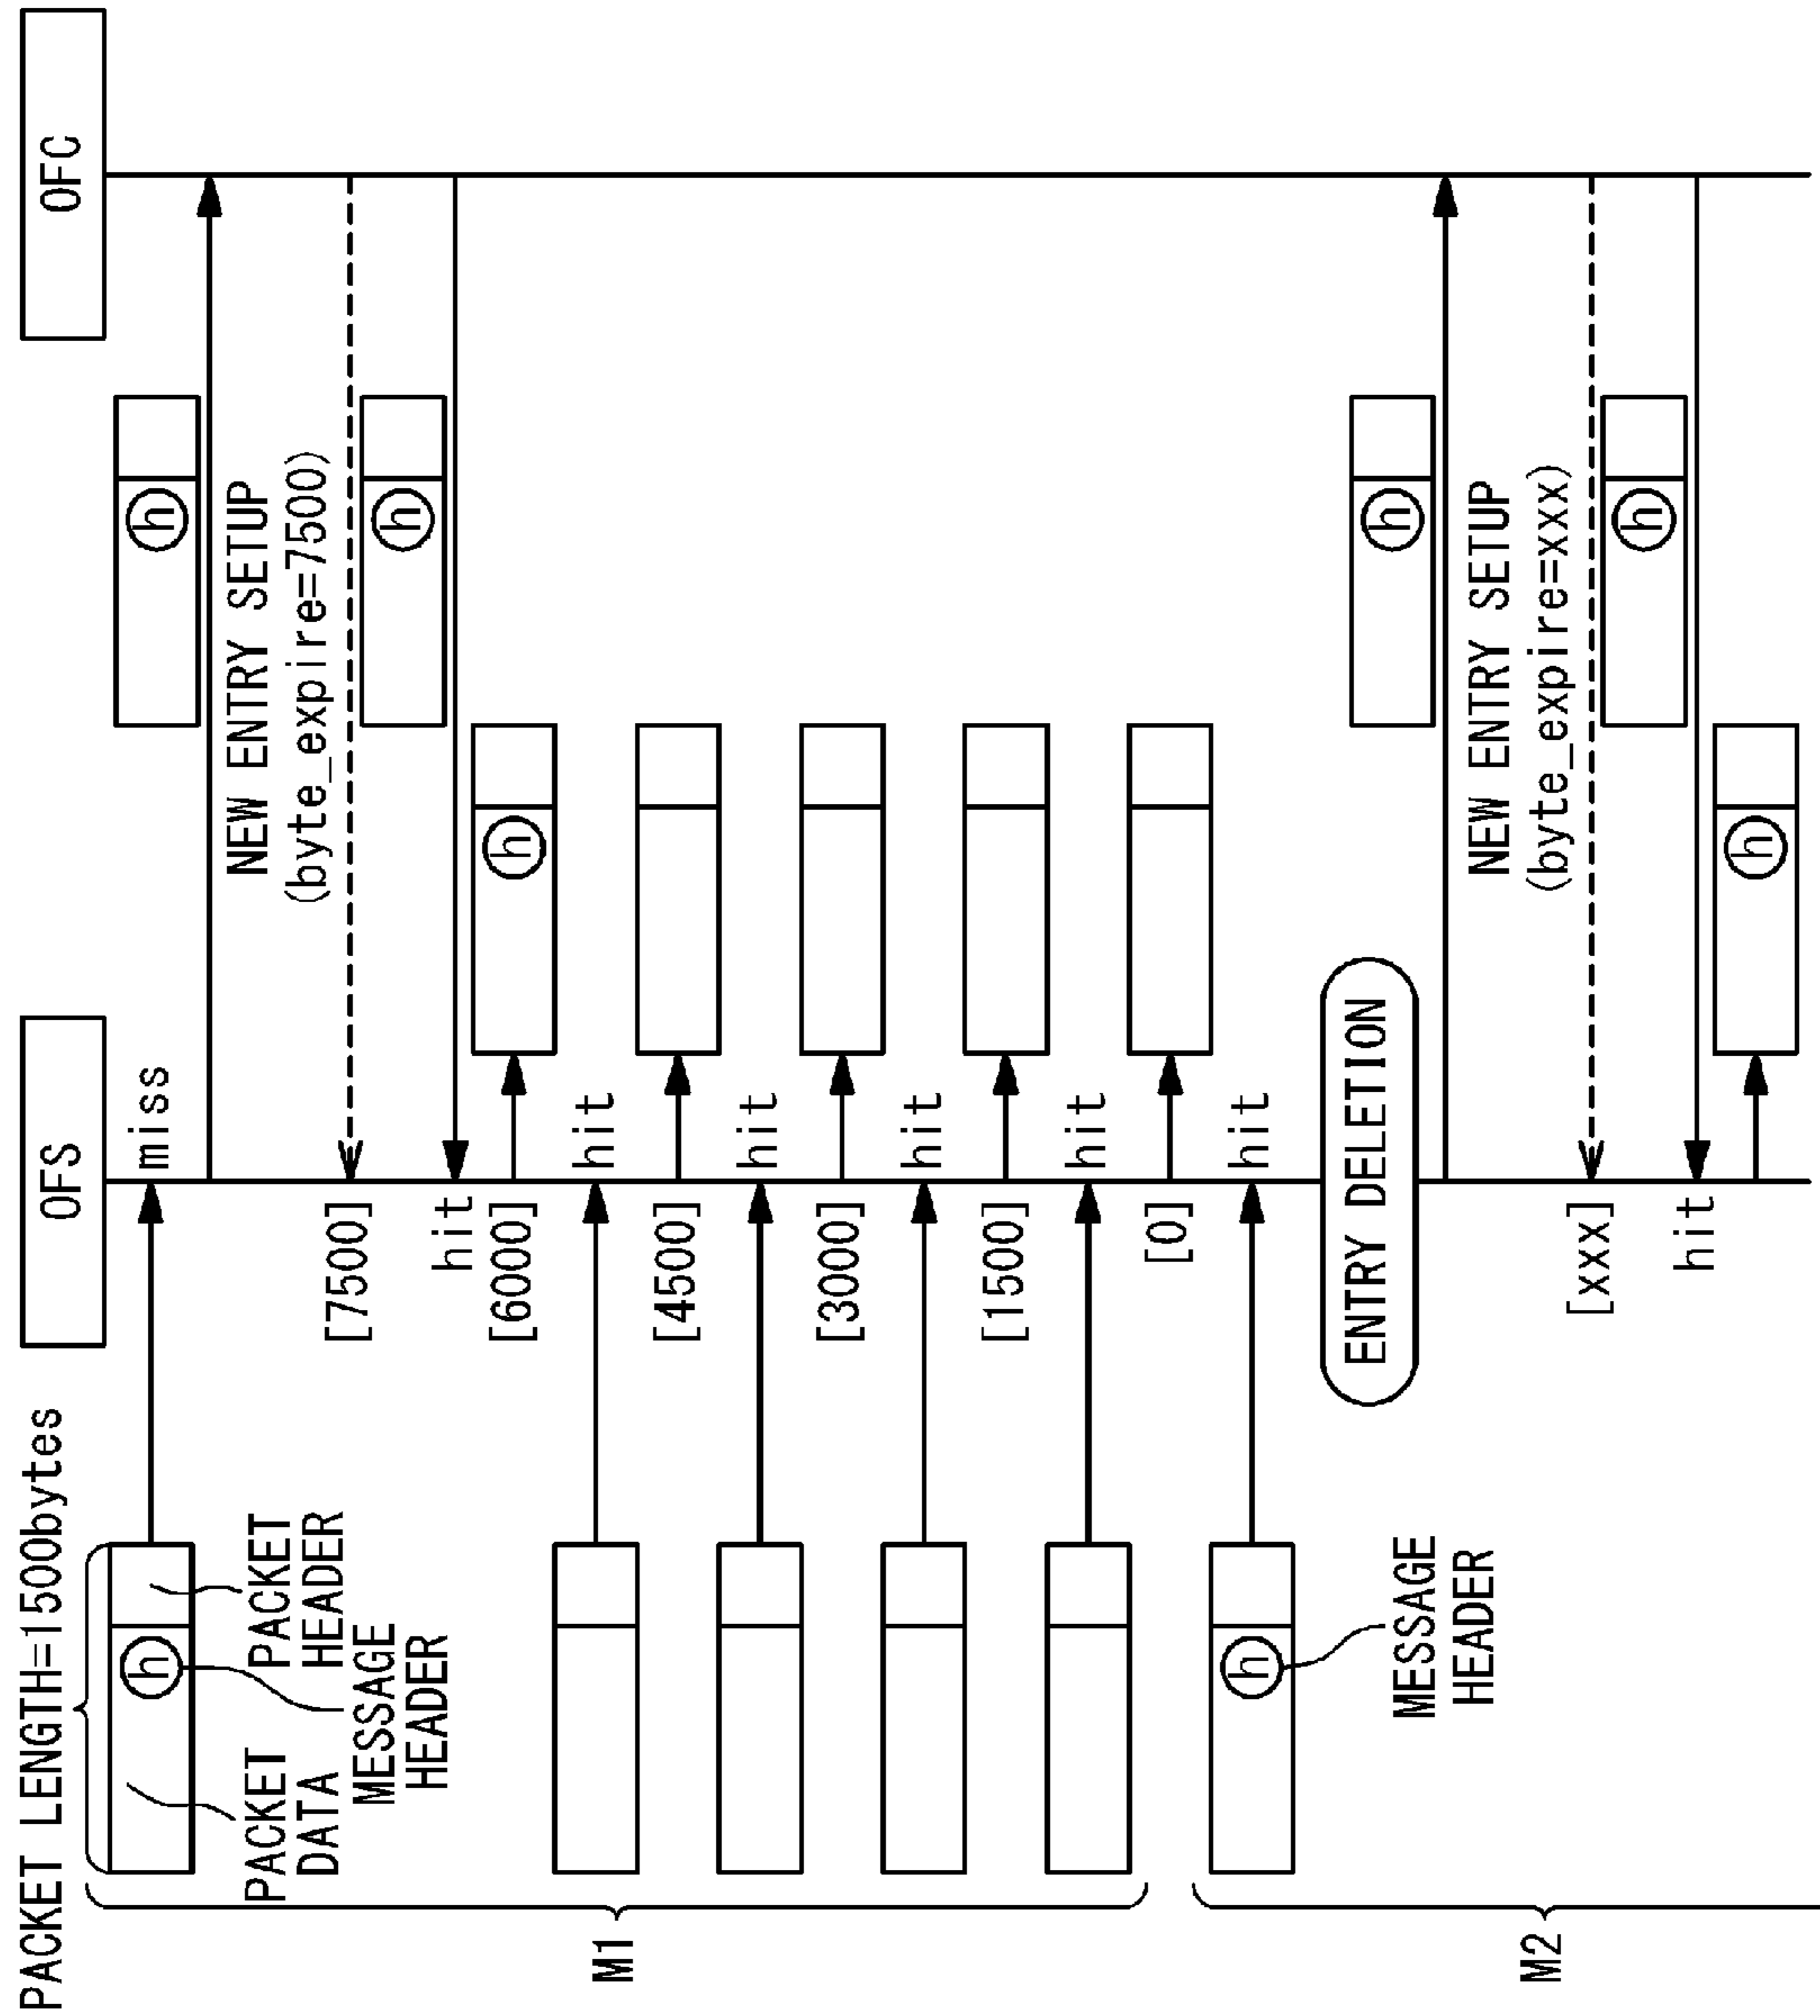 PACKET LENGTH=1500bytes
OFS
OFC
miss
h
h
PACKET
HEADER
PACKET
DATA
MESSAGE
HEADER
NEW ENTRY SETUP
(byte_expire=7500)
[7500]
h
hit
[6000]
h
hit
M1
[4500]
hit
[3000]
hit
[1500]
hit
[0]
hit
h
ENTRY DELETION
h
MESSAGE
HEADER
NEW ENTRY SETUP
(byte_expire=xxx)
M2
[xxx]
h
hit
h